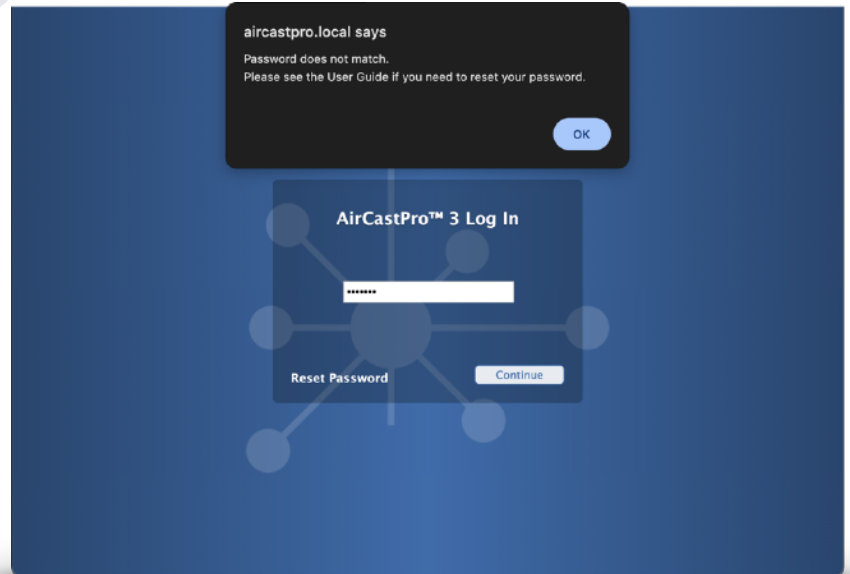 aircastpro.local says
Password does not match.
Please see the User Guide if you need to reset your password.
OK
AirCastPro™ 3 Log In
•••••••
Reset Password
Continue